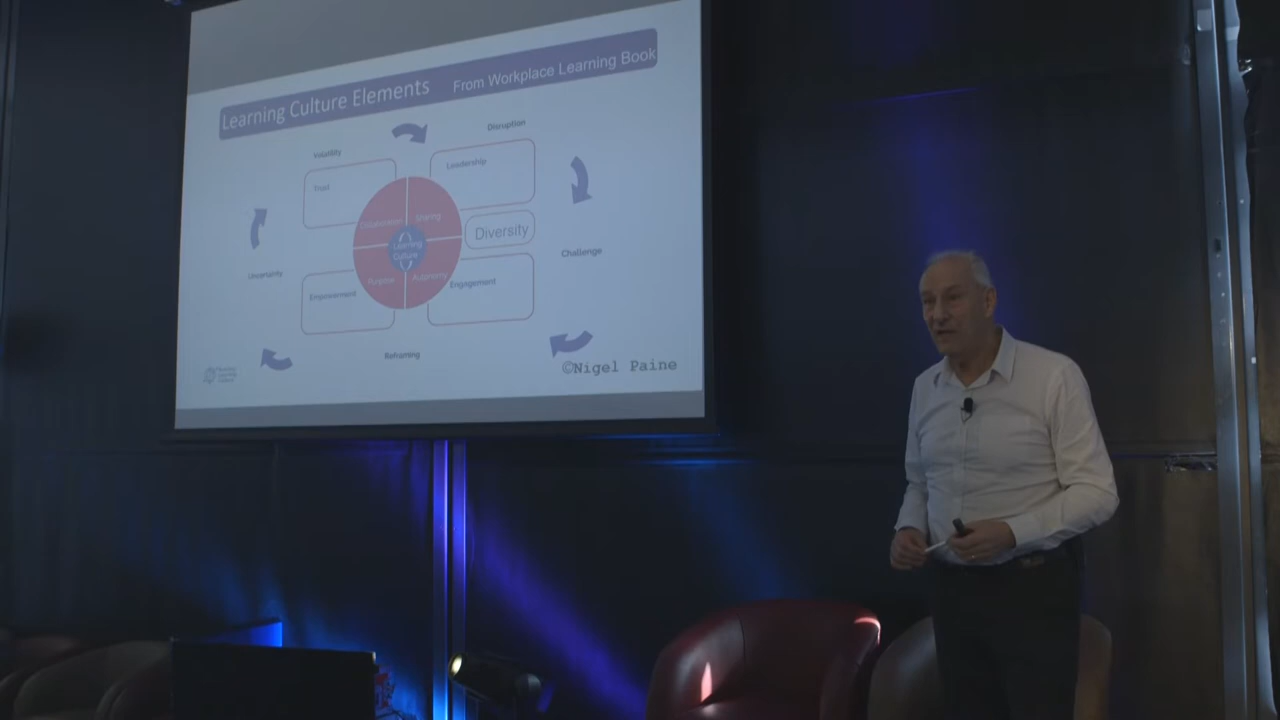 Learning Culture Elements From Workplace Learning Book
Disruption
Volatility
Leadership
Trust
Collaboration
Sharing
Diversity
Learning
Culture
Challenge
Uncertainty
Purpose
Autonomy
Engagement
Empowerment
Reframing
©Nigel Paine